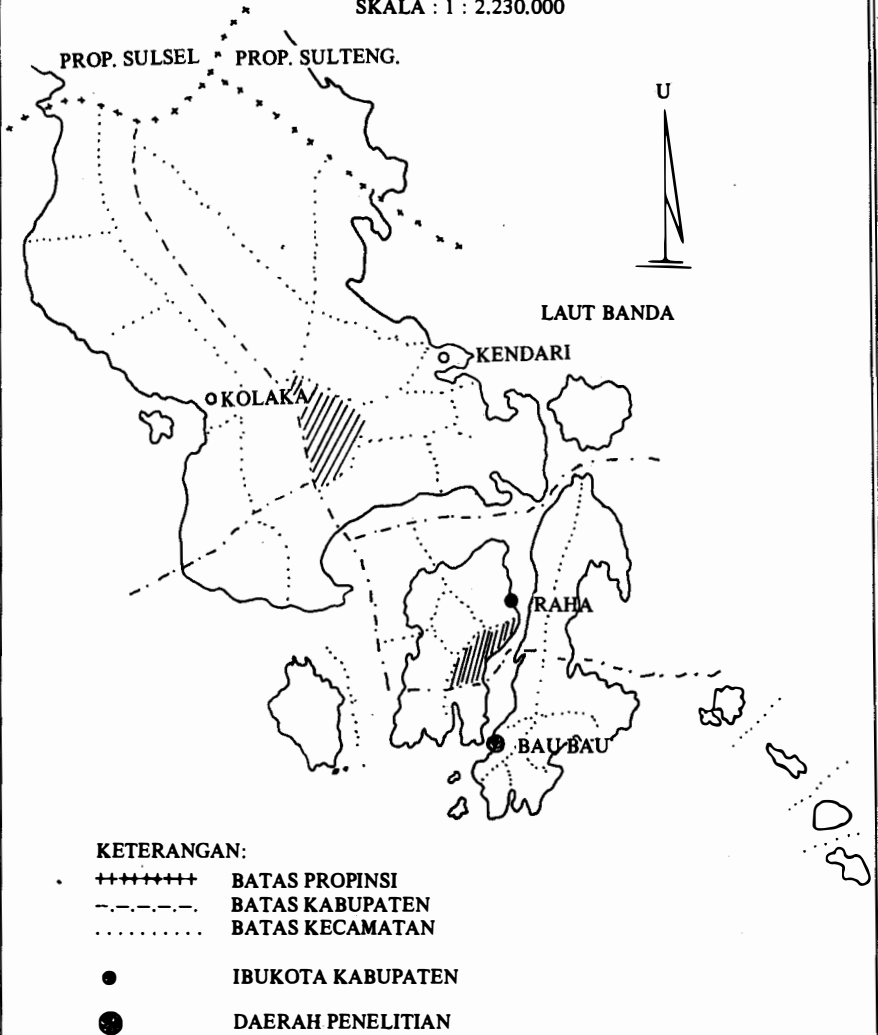 SKALA : 1 : 2.230.000
PROP. SULSEL
PROP. SULTENG.
U
LAUT BANDA
KENDARI
KOLAKA
RAHA
BAU BAU
KETERANGAN:
BATAS PROPINSI
BATAS KABUPATEN
BATAS KECAMATAN
IBUKOTA KABUPATEN
DAERAH PENELITIAN